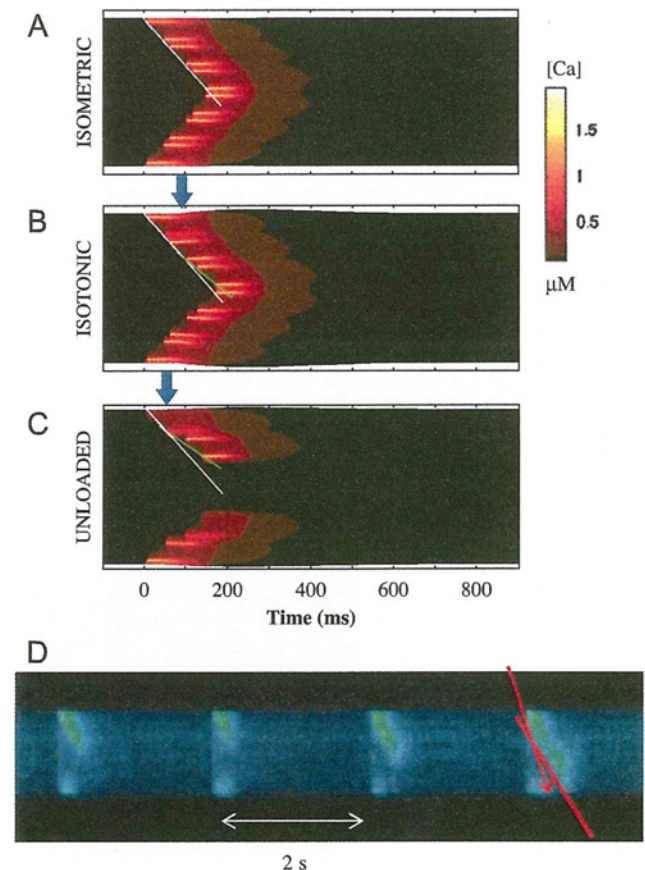 A
ISOMETRIC
[Ca]
1.5
1
0.5
µM
B
ISOTONIC
C
UNLOADED
0 200 400 600 800
Time (ms)
D
2 s